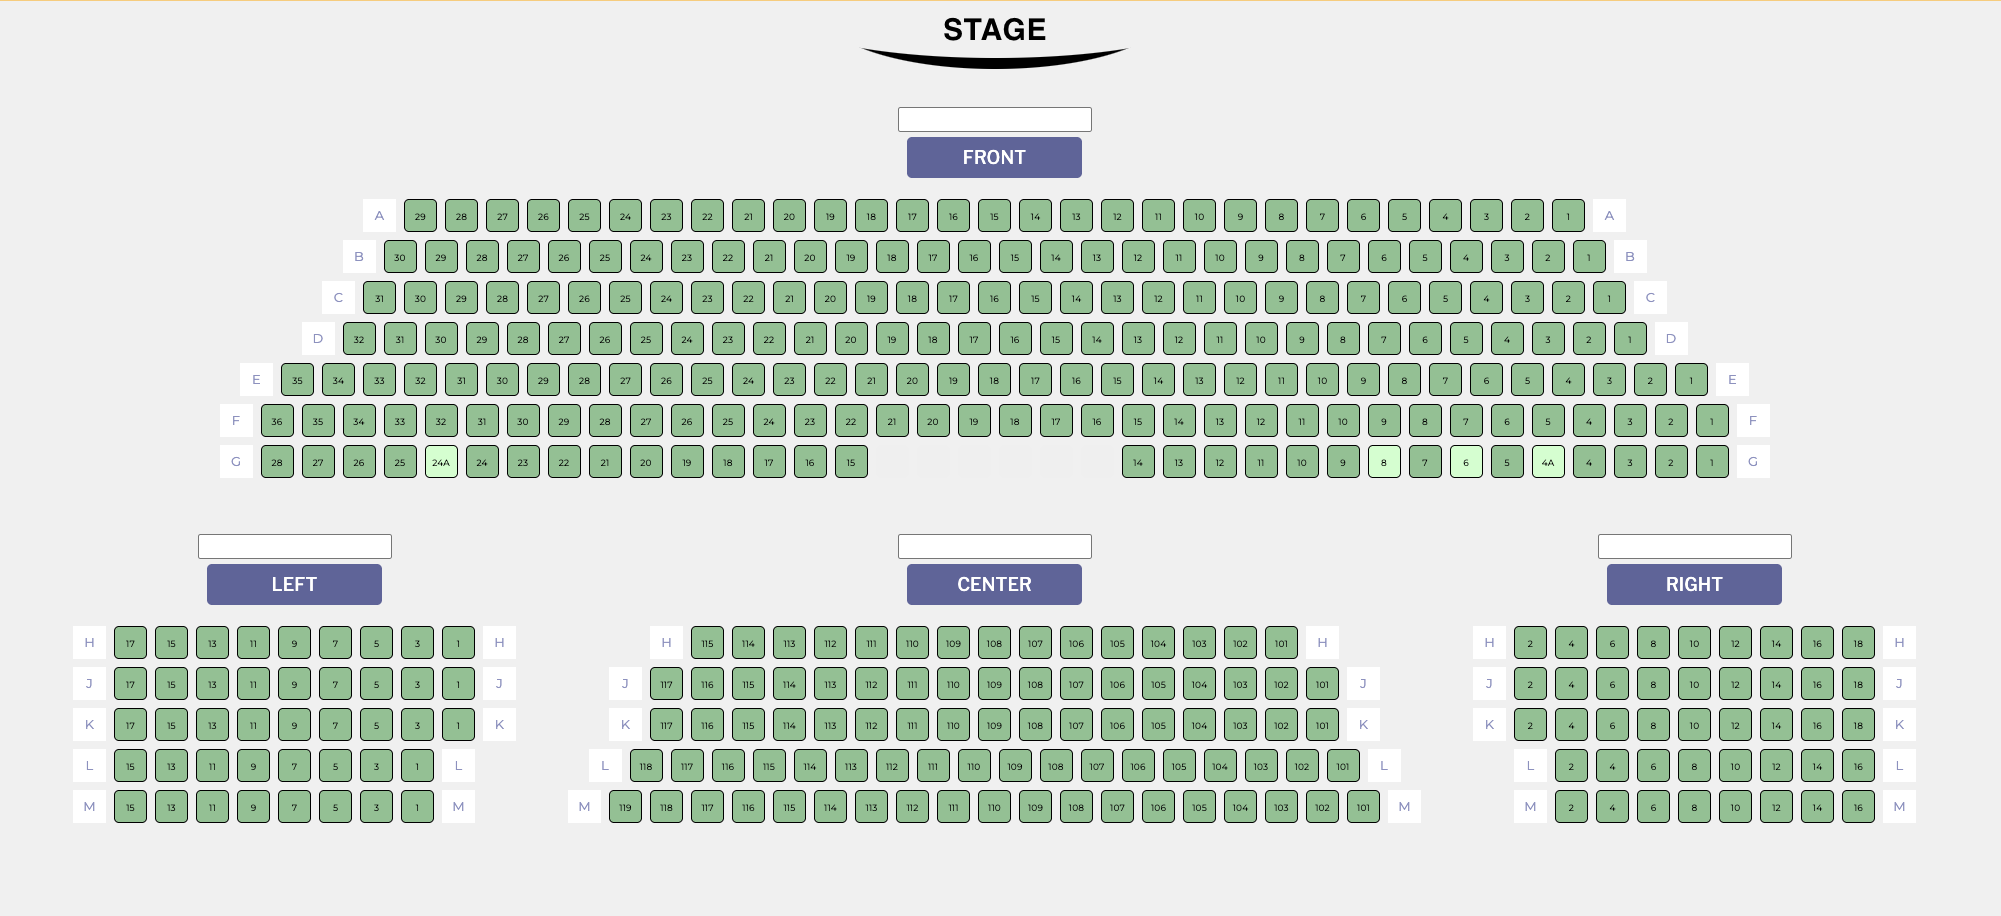 STAGE
FRONT
A 29 28 27 26 25 24 23 22 21 20 19 18 17 16 15 14 13 12 11 10 9 8 7 6 5 4 3 2 1 A
B 30 29 28 27 26 25 24 23 22 21 20 19 18 17 16 15 14 13 12 11 10 9 8 7 6 5 4 3 2 1 B
C 31 30 29 28 27 26 25 24 23 22 21 20 19 18 17 16 15 14 13 12 11 10 9 8 7 6 5 4 3 2 1 C
D 32 31 30 29 28 27 26 25 24 23 22 21 20 19 18 17 16 15 14 13 12 11 10 9 8 7 6 5 4 3 2 1 D
E 35 34 33 32 31 30 29 28 27 26 25 24 23 22 21 20 19 18 17 16 15 14 13 12 11 10 9 8 7 6 5 4 3 2 1 E
F 36 35 34 33 32 31 30 29 28 27 26 25 24 23 22 21 20 19 18 17 16 15 14 13 12 11 10 9 8 7 6 5 4 3 2 1 F
G 28 27 26 25 24A 24 23 22 21 20 19 18 17 16 15 14 13 12 11 10 9 8 7 6 5 4A 4 3 2 1 G
LEFT CENTER RIGHT
H 17 15 13 11 9 7 5 3 1 H H 115 114 113 112 111 110 109 108 107 106 105 104 103 102 101 H H 2 4 6 8 10 12 14 16 18 H
J 17 15 13 11 9 7 5 3 1 J J 117 116 115 114 113 112 111 110 109 108 107 106 105 104 103 102 101 J J 2 4 6 8 10 12 14 16 18 J
K 17 15 13 11 9 7 5 3 1 K K 117 116 115 114 113 112 111 110 109 108 107 106 105 104 103 102 101 K K 2 4 6 8 10 12 14 16 18 K
L 15 13 11 9 7 5 3 1 L L 118 117 116 115 114 113 112 111 110 109 108 107 106 105 104 103 102 101 L L 2 4 6 8 10 12 14 16 L
M 15 13 11 9 7 5 3 1 M M 119 118 117 116 115 114 113 112 111 110 109 108 107 106 105 104 103 102 101 M M 2 4 6 8 10 12 14 16 M